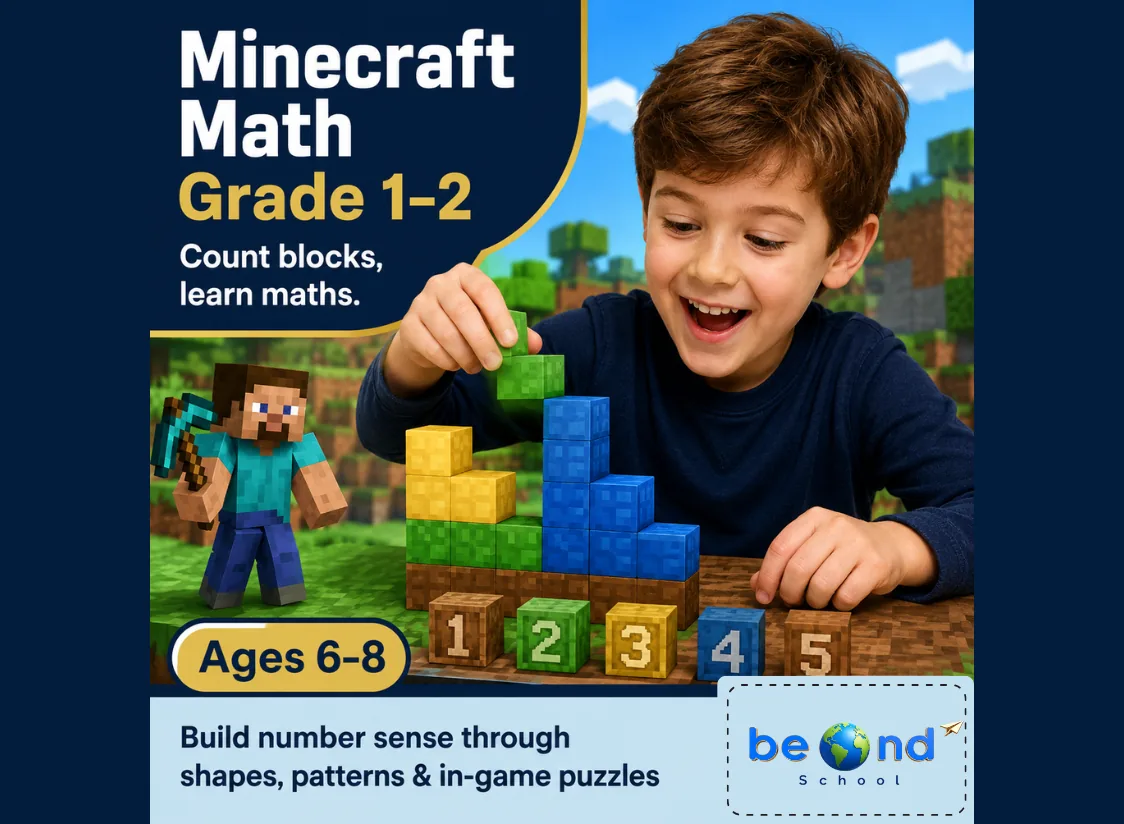 Minecraft
Math
Grade 1–2
Count blocks,
learn maths.
1 2 3 4 5
Ages 6–8
Build number sense through
shapes, patterns & in-game puzzles
be nd
School